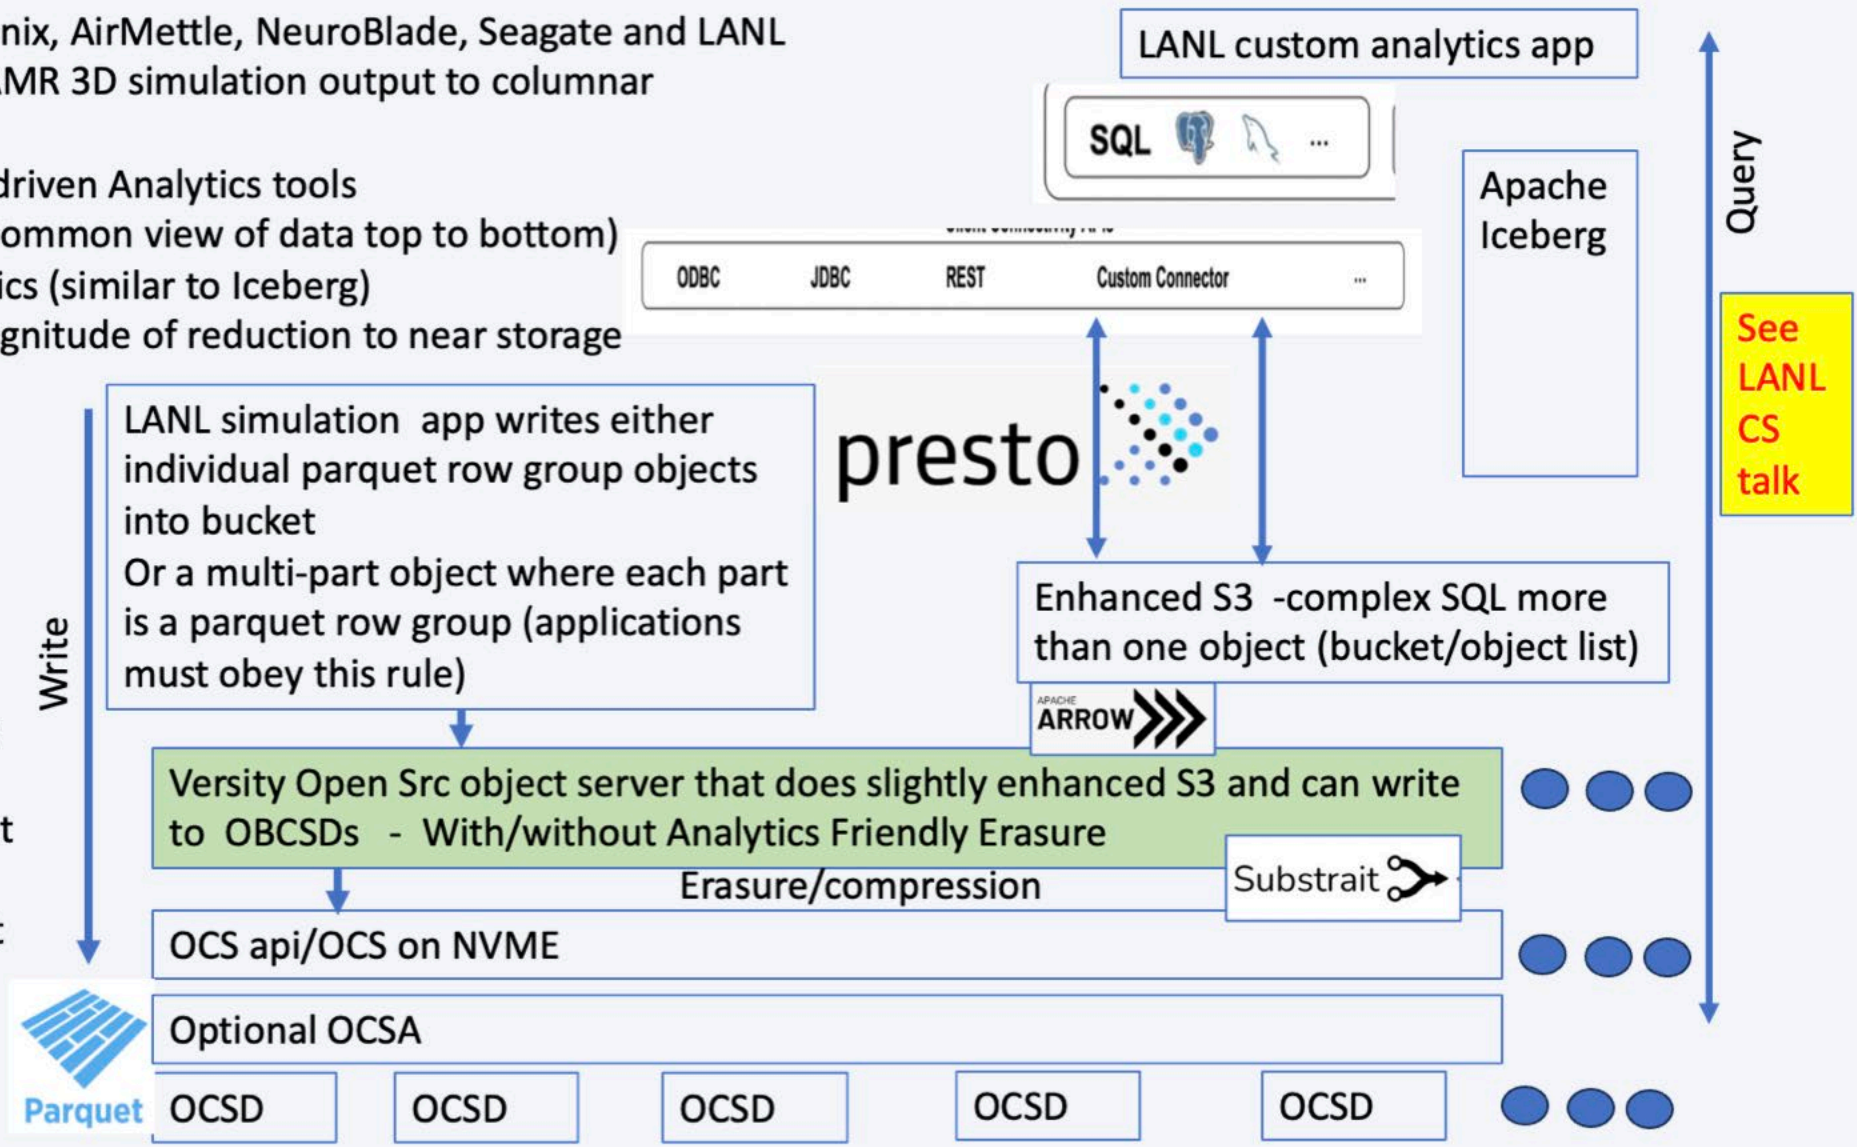 nix, AirMettle, NeuroBlade, Seagate and LANL
AMR 3D simulation output to columnar
driven Analytics tools
common view of data top to bottom)
ics (similar to Iceberg)
gnitude of reduction to near storage
LANL custom analytics app
SQL ...
Apache
Iceberg
Query
Client Connectivity APIs
ODBC JDBC REST Custom Connector ...
See
LANL
CS
talk
presto
Write
LANL simulation app writes either
individual parquet row group objects
into bucket
Or a multi-part object where each part
is a parquet row group (applications
must obey this rule)
Enhanced S3 -complex SQL more
than one object (bucket/object list)
APACHE
ARROW
Versity Open Src object server that does slightly enhanced S3 and can write
to OBCSDs - With/without Analytics Friendly Erasure
t
Erasure/compression
Substrait
OCS api/OCS on NVME
Optional OCSA
Parquet
OCSD OCSD OCSD OCSD OCSD